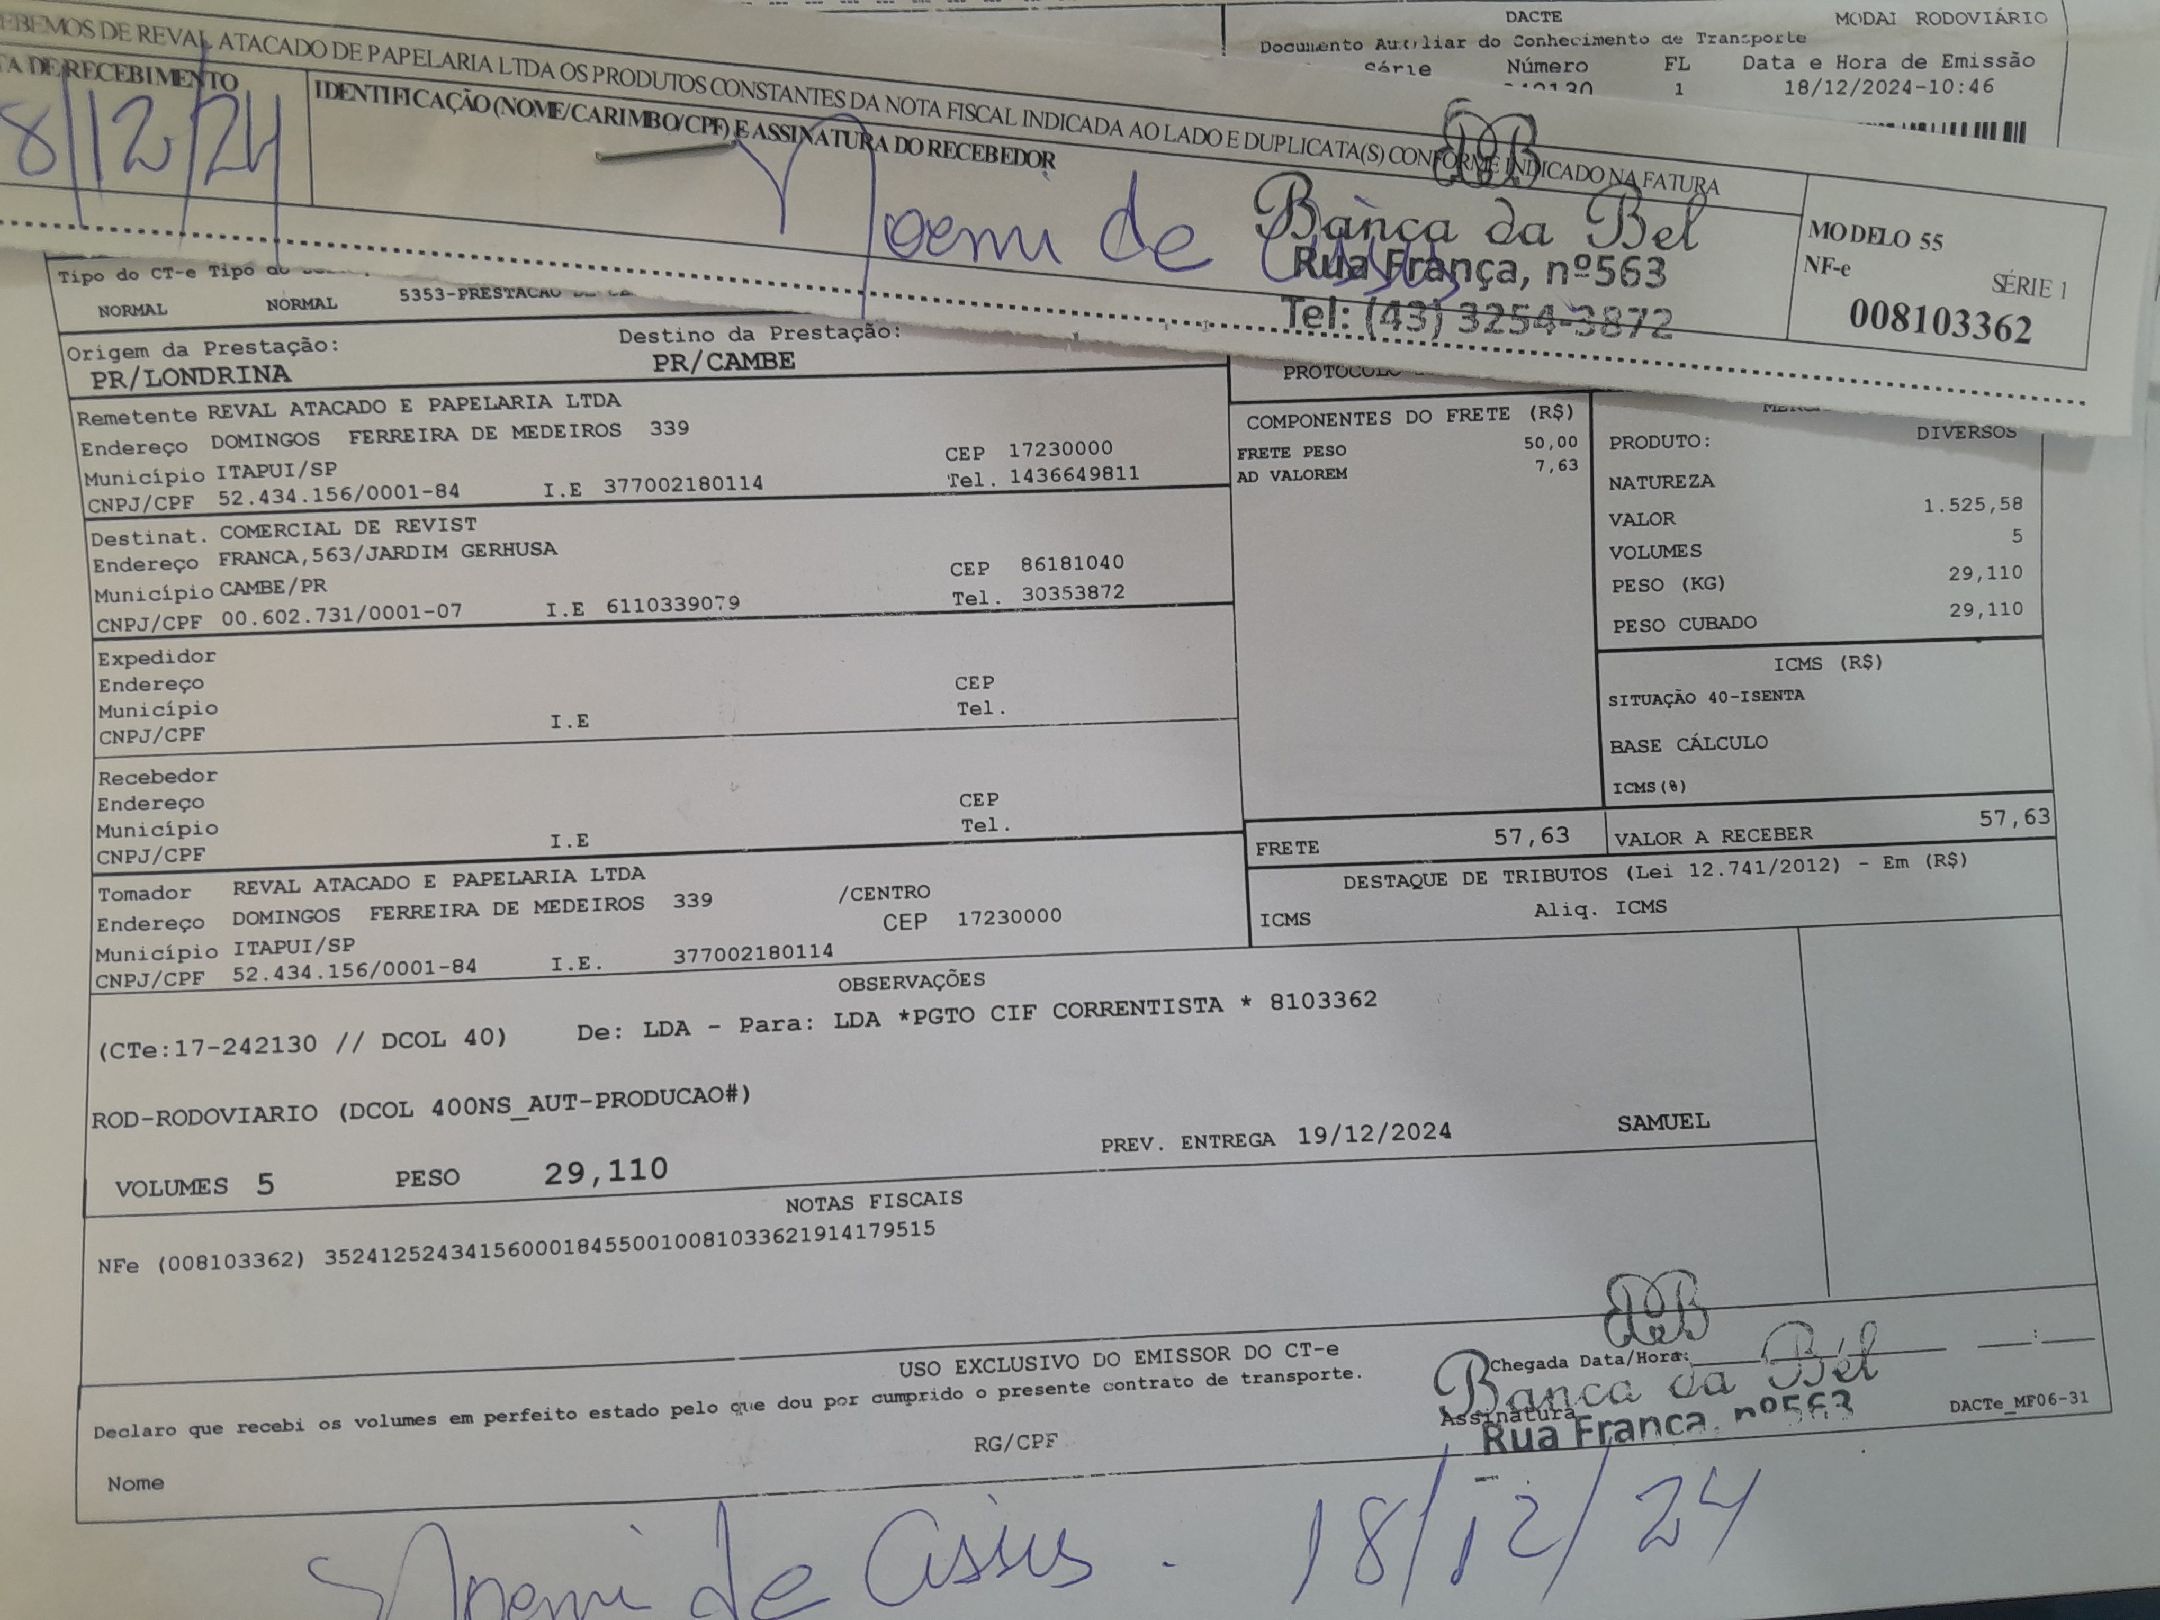 EBEMOS DE REVAL ATACADO DE PAPELARIA LTDA OS PRODUTOS CONSTANTES DA NOTA FISCAL INDICADA AO LADO E DUPLICATA(S) CONFORME INDICADO NA FATURA
TA DE RECEBIMENTO
IDENTIFICAÇÃO (NOME/CARIMBO/CPF) E ASSINATURA DO RECEBEDOR
8/12/24
Noemi de Assis
Banca da Bel
Rua França, nº563
Tel: (43) 3254-3872
MODELO 55
NF-e
SÉRIE 1
008103362
DACTE
MODAL RODOVIÁRIO
Documento Auxiliar do Conhecimento de Transporte
Série Número FL Data e Hora de Emissão
1 18/12/2024-10:46
Tipo do CT-e Tipo do
NORMAL NORMAL 5353-PRESTACAO
Origem da Prestação: Destino da Prestação:
PR/LONDRINA PR/CAMBE
Remetente REVAL ATACADO E PAPELARIA LTDA
Endereço DOMINGOS FERREIRA DE MEDEIROS 339
Município ITAPUI/SP CEP 17230000
CNPJ/CPF 52.434.156/0001-84 I.E 377002180114 Tel. 1436649811
Destinat. COMERCIAL DE REVIST
Endereço FRANCA,563/JARDIM GERHUSA
Município CAMBE/PR CEP 86181040
CNPJ/CPF 00.602.731/0001-07 I.E 6110339079 Tel. 30353872
Expedidor
Endereço
Município CEP
CNPJ/CPF I.E Tel.
Recebedor
Endereço
Município CEP
CNPJ/CPF I.E Tel.
Tomador REVAL ATACADO E PAPELARIA LTDA
Endereço DOMINGOS FERREIRA DE MEDEIROS 339 /CENTRO
Município ITAPUI/SP CEP 17230000
CNPJ/CPF 52.434.156/0001-84 I.E. 377002180114
PROTOCOLO
COMPONENTES DO FRETE (R$)
FRETE PESO 50,00
AD VALOREM 7,63
PRODUTO: DIVERSOS
NATUREZA
VALOR 1.525,58
VOLUMES 5
PESO (KG) 29,110
PESO CUBADO 29,110
ICMS (R$)
SITUAÇÃO 40-ISENTA
BASE CÁLCULO
ICMS(%)
FRETE 57,63 VALOR A RECEBER 57,63
DESTAQUE DE TRIBUTOS (Lei 12.741/2012) - Em (R$)
ICMS Aliq. ICMS
OBSERVAÇÕES
(CTe:17-242130 // DCOL 40) De: LDA - Para: LDA *PGTO CIF CORRENTISTA * 8103362
ROD-RODOVIARIO (DCOL 400NS_AUT-PRODUCAO#)
PREV. ENTREGA 19/12/2024 SAMUEL
VOLUMES 5 PESO 29,110
NOTAS FISCAIS
NFe (008103362) 35241252434156000184550010081033621914179515
USO EXCLUSIVO DO EMISSOR DO CT-e
Declaro que recebi os volumes em perfeito estado pelo que dou por cumprido o presente contrato de transporte.
Nome RG/CPF
Chegada Data/Hora: ___ :___
Assinatura
Banca da Bel
Rua França, nº563
DACTe_MF06-31
Noemi de Assis. 18/12/24